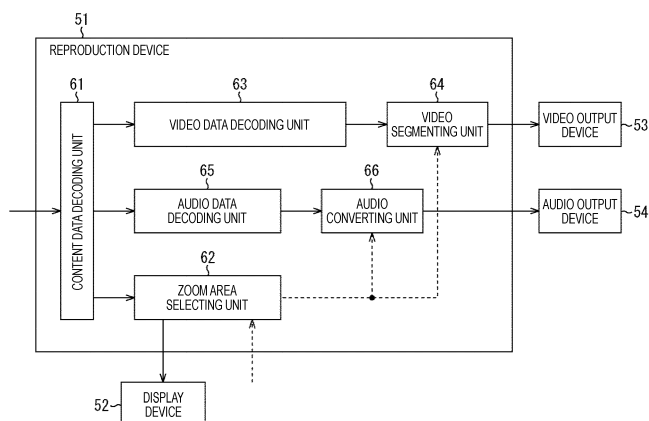 51
REPRODUCTION DEVICE
61
63
64
CONTENT DATA DECODING UNIT
VIDEO DATA DECODING UNIT
VIDEO
SEGMENTING UNIT
VIDEO OUTPUT
DEVICE
53
65
66
AUDIO DATA
DECODING UNIT
AUDIO
CONVERTING UNIT
AUDIO OUTPUT
DEVICE
54
62
ZOOM AREA
SELECTING UNIT
52
DISPLAY
DEVICE